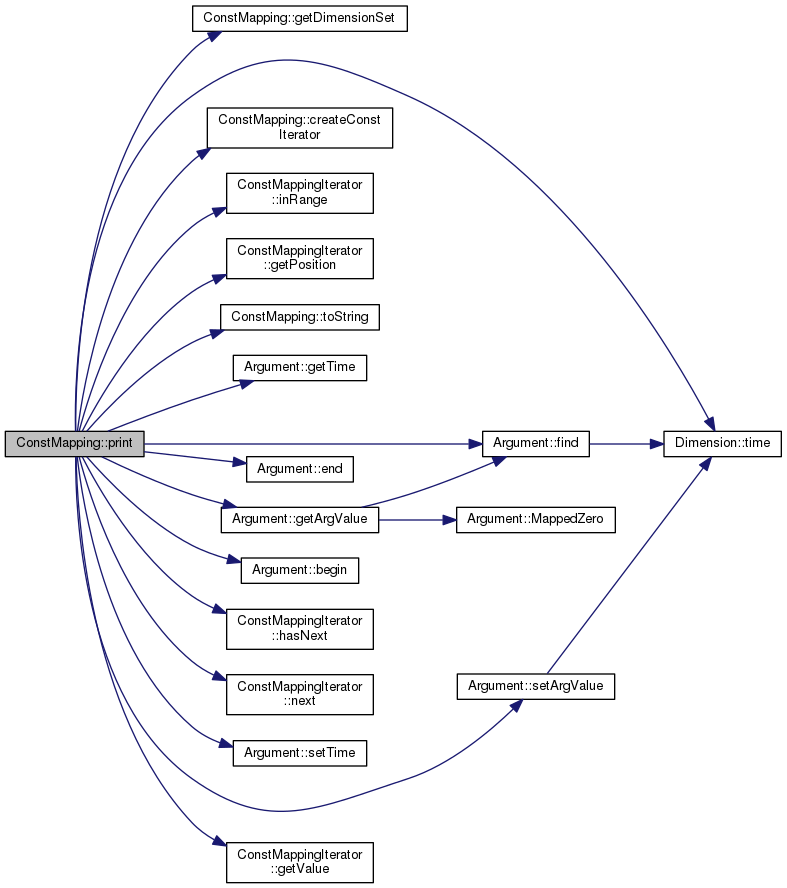 ConstMapping::getDimensionSet
ConstMapping::createConst
Iterator
ConstMappingIterator
::inRange
ConstMappingIterator
::getPosition
ConstMapping::toString
Argument::getTime
ConstMapping::print
Argument::find
Dimension::time
Argument::end
Argument::getArgValue
Argument::MappedZero
Argument::begin
ConstMappingIterator
::hasNext
ConstMappingIterator
::next
Argument::setArgValue
Argument::setTime
ConstMappingIterator
::getValue